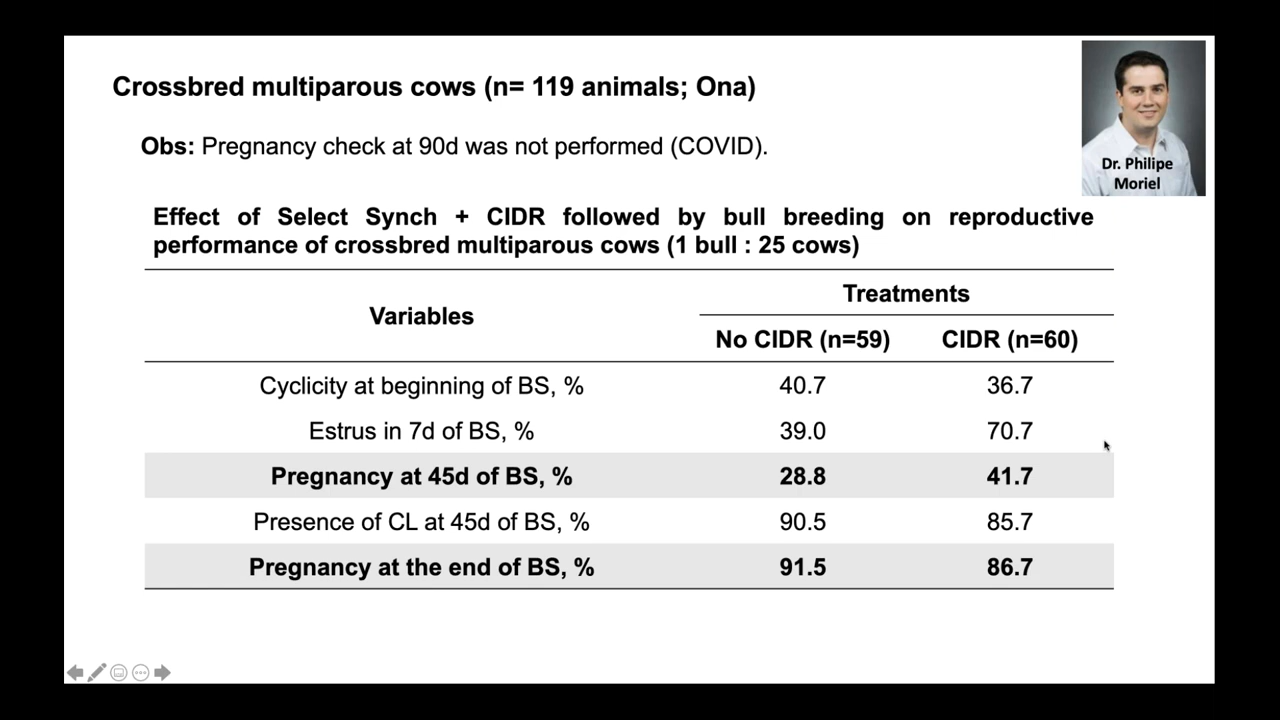 Crossbred multiparous cows (n= 119 animals; Ona)
Obs: Pregnancy check at 90d was not performed (COVID).
Dr. Philipe
Moriel
Effect of Select Synch + CIDR followed by bull breeding on reproductive
performance of crossbred multiparous cows (1 bull : 25 cows)
Variables
Treatments
No CIDR (n=59) CIDR (n=60)
Cyclicity at beginning of BS, % 40.7 36.7
Estrus in 7d of BS, % 39.0 70.7
Pregnancy at 45d of BS, % 28.8 41.7
Presence of CL at 45d of BS, % 90.5 85.7
Pregnancy at the end of BS, % 91.5 86.7